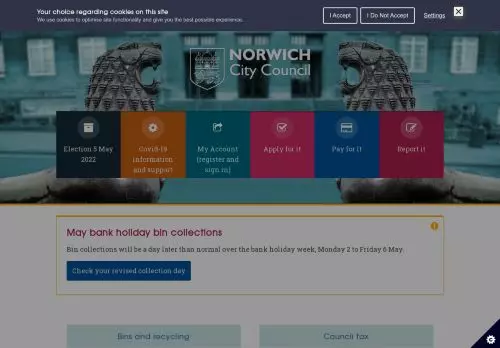 Your choice regarding cookies on this site
We use cookies to optimise site functionality and give you the best possible experience.
I Accept
I Do Not Accept
Settings
NORWICH
City Council
Election 5 May
2022
Covid-19
information
and support
My Account
(register and
sign in)
Apply for it
Pay for it
Report it
May bank holiday bin collections
Bin collections will be a day later than normal over the bank holiday week, Monday 2 to Friday 6 May.
Check your revised collection day
Bins and recycling
Council tax